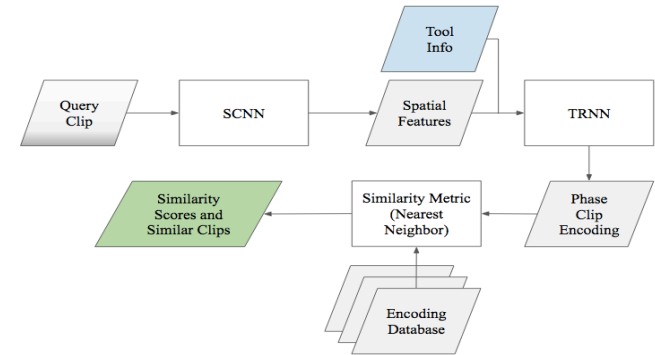 Tool
Info
Query
Clip
SCNN
Spatial
Features
TRNN
Similarity
Scores and
Similar Clips
Similarity Metric
(Nearest
Neighbor)
Phase
Clip
Encoding
Encoding
Database